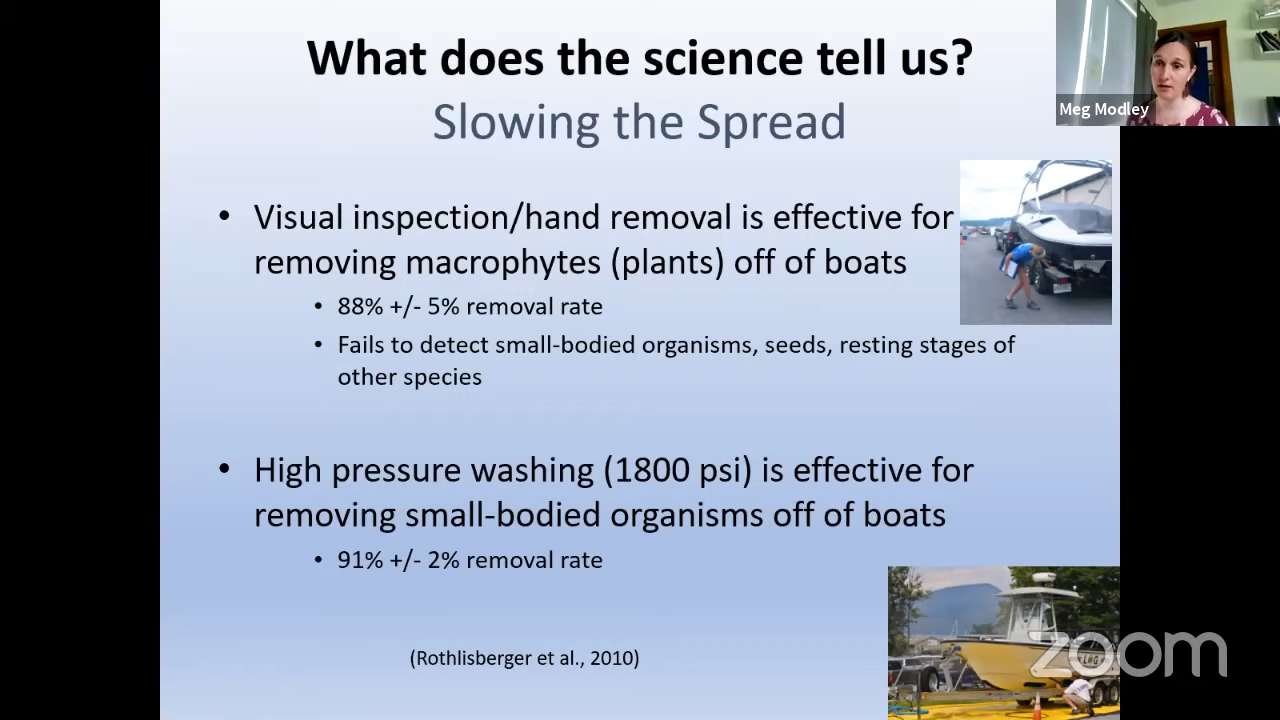 What does the science tell us?
Slowing the Spread
Meg Modley
• Visual inspection/hand removal is effective for
removing macrophytes (plants) off of boats
• 88% +/- 5% removal rate
• Fails to detect small-bodied organisms, seeds, resting stages of
other species
• High pressure washing (1800 psi) is effective for
removing small-bodied organisms off of boats
• 91% +/- 2% removal rate
(Rothlisberger et al., 2010)
zoom